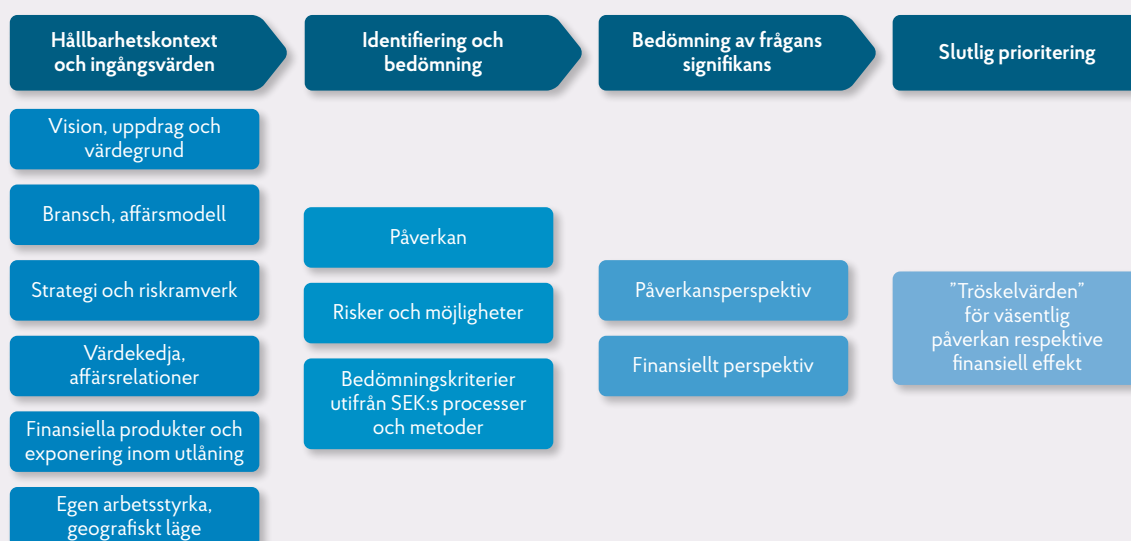 Hållbarhetskontext
och ingångsvärden
Vision, uppdrag och
värdegrund
Bransch, affärsmodell
Strategi och riskramverk
Värdekedja,
affärsrelationer
Finansiella produkter och
exponering inom utlåning
Egen arbetsstyrka,
geografiskt läge
Identifiering och
bedömning
Påverkan
Risker och möjligheter
Bedömningskriterier
utifrån SEK:s processer
och metoder
Bedömning av frågans
signifikans
Påverkansperspektiv
Finansiellt perspektiv
Slutlig prioritering
”Tröskelvärden”
för väsentlig
påverkan respektive
finansiell effekt